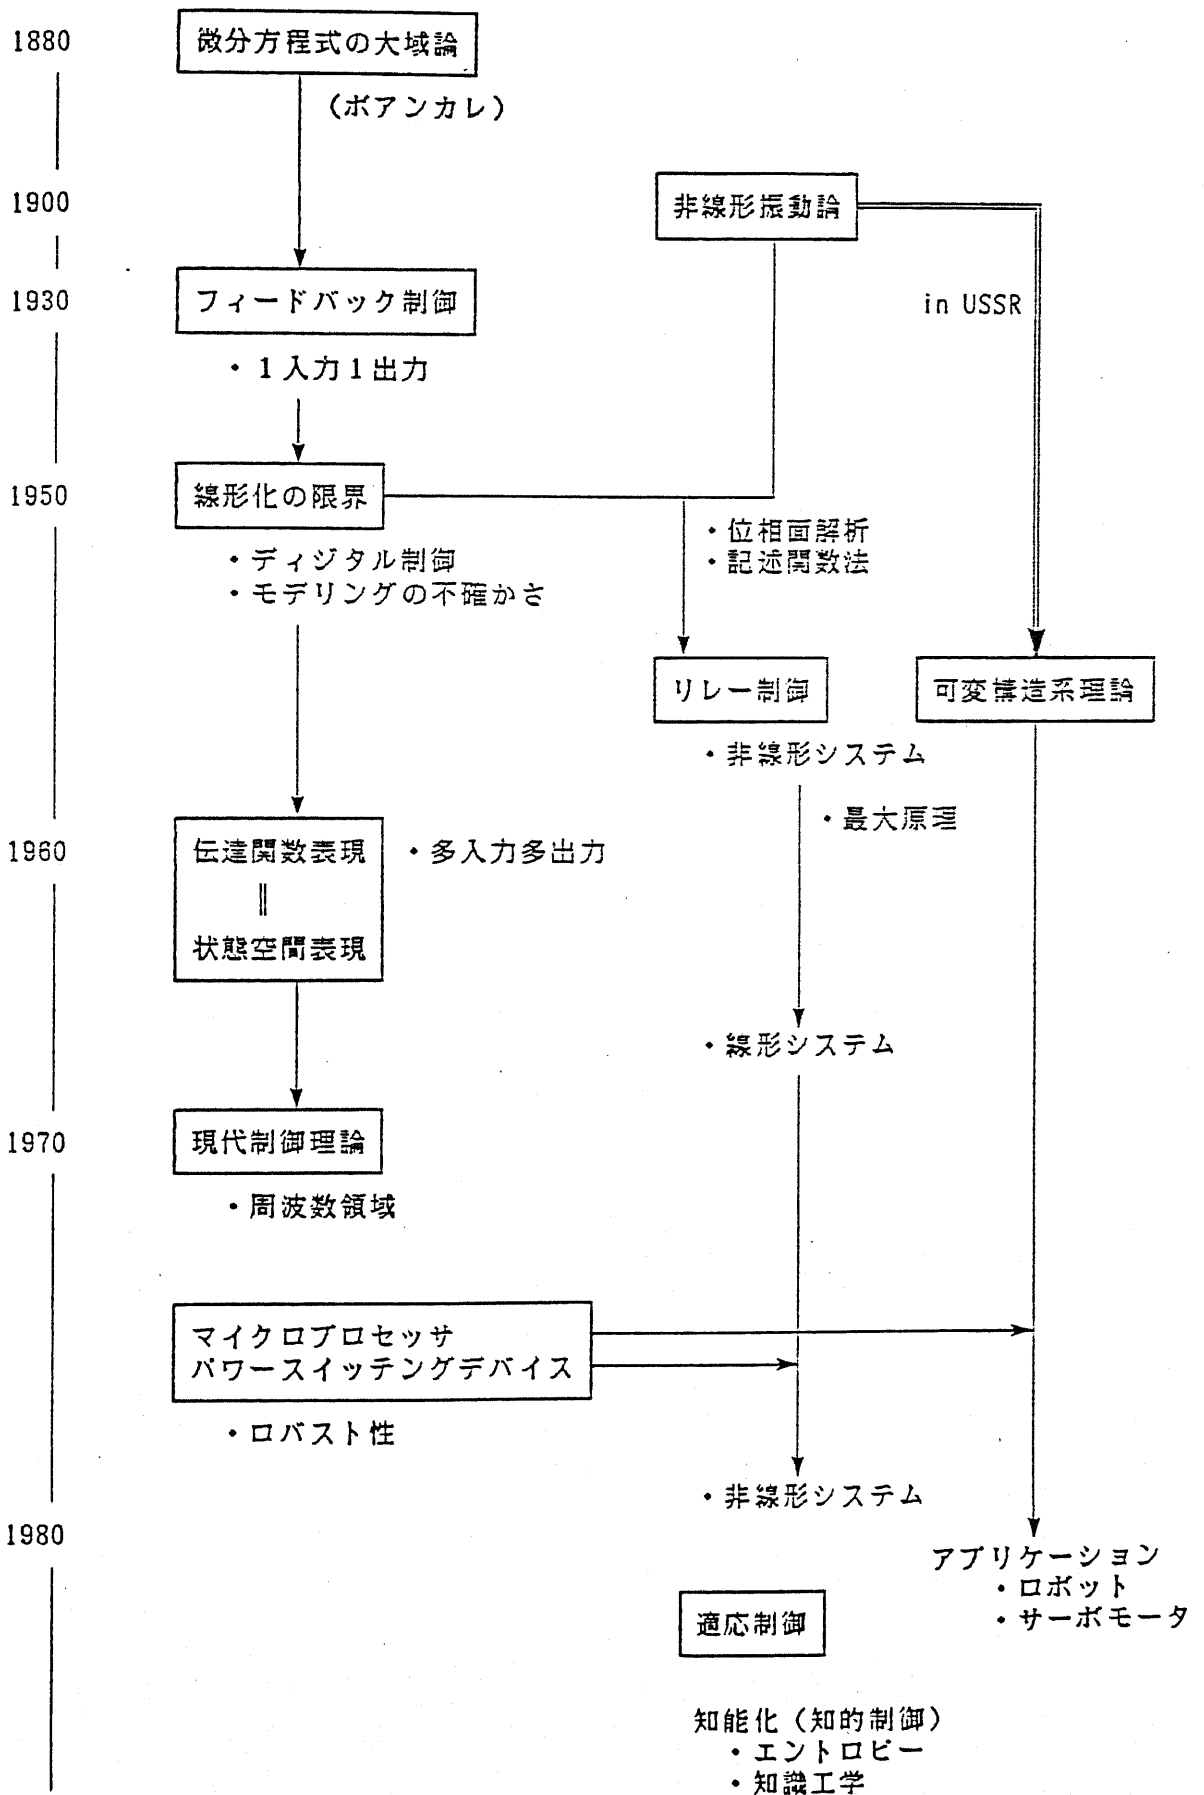 1880
微分方程式の大域論
(ポアンカレ)
1900
非線形振動論
1930
フィードバック制御
in USSR
・1入力1出力
1950
線形化の限界
・位相面解析
・記述関数法
・ディジタル制御
・モデリングの不確かさ
リレー制御
可変構造系理論
・非線形システム
・最大原理
1960
伝達関数表現
||
状態空間表現
・多入力多出力
・線形システム
1970
現代制御理論
・周波数領域
マイクロプロセッサ
パワースイッチングデバイス
・ロバスト性
・非線形システム
1980
アプリケーション
・ロボット
・サーボモータ
適応制御
知能化(知的制御)
・エントロピー
・知識工学